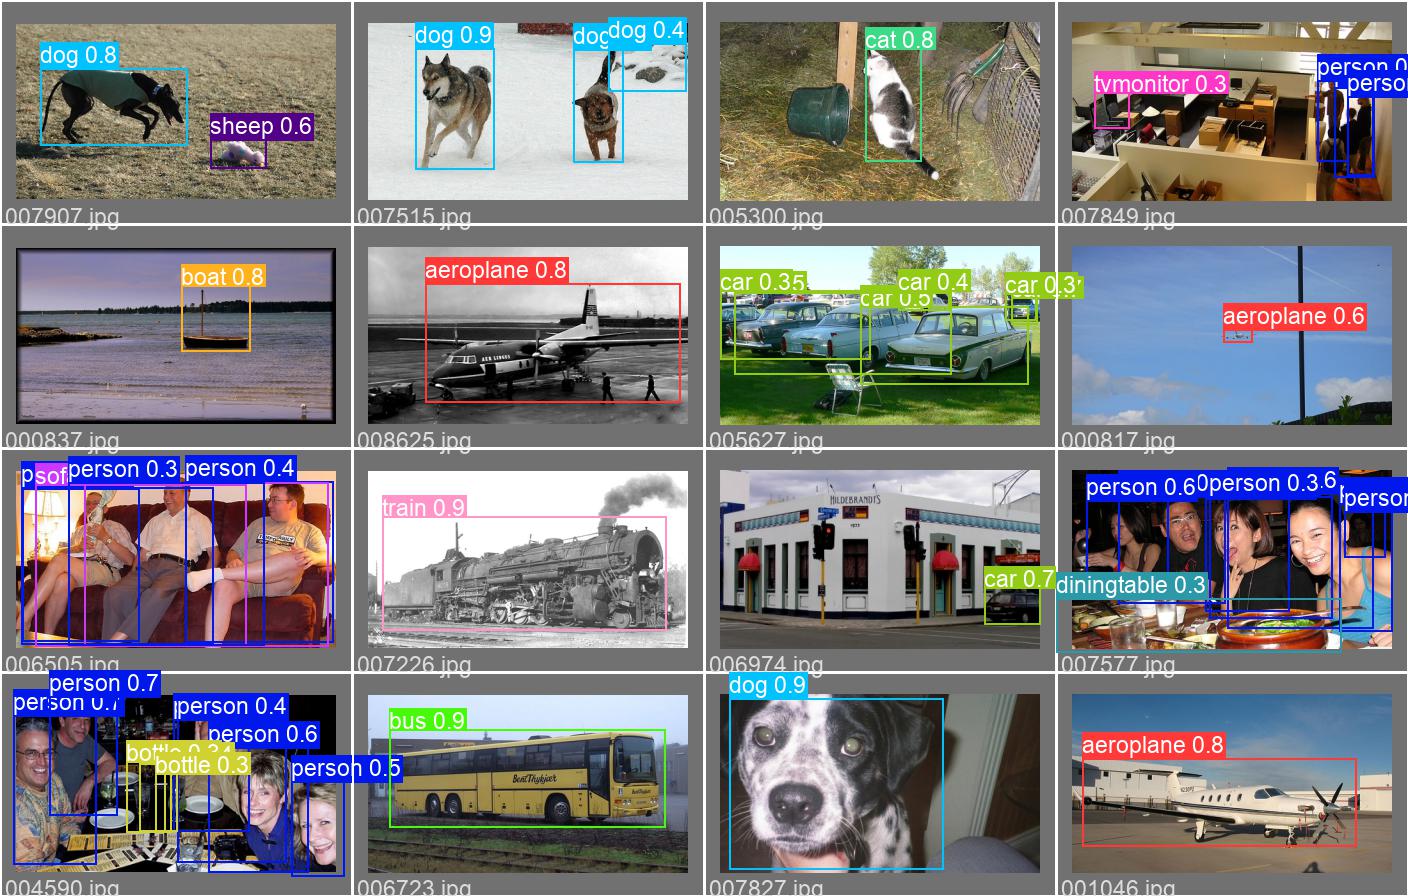 dog 0.8
sheep 0.6
007907.jpg
dog 0.9
dog
dog 0.4
007515.jpg
cat 0.8
005300.jpg
tvmonitor 0.3
person 0
person
007849.jpg
boat 0.8
000837.jpg
aeroplane 0.8
AER LINGUS
008625.jpg
car 0.35
car 0.5
car 0.4
car 0.3
005627.jpg
aeroplane 0.6
000817.jpg
p
sofa
person 0.3
person 0.4
006505.jpg
train 0.9
007226.jpg
HILDEBRANDT'S
car 0.7
006974.jpg
person 0.6
person 0.3
.6
person
diningtable 0.3
007577.jpg
person 0.7
person 0.7
person 0.4
person 0.6
bottle 0.34
bottle 0.3
person 0.5
004590.jpg
bus 0.9
006723.jpg
dog 0.9
007827.jpg
aeroplane 0.8
001046.jpg